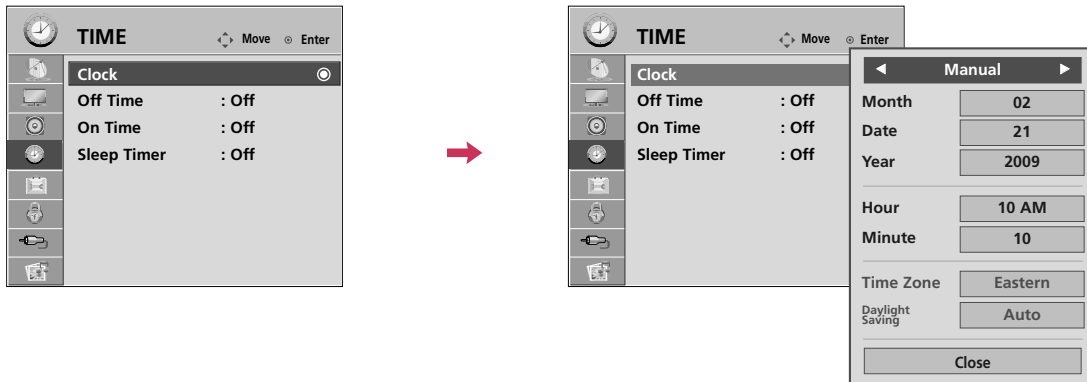 TIME Move Enter
Clock
Off Time : Off
On Time : Off
Sleep Timer : Off
TIME Move Enter
Clock
Off Time : Off
On Time : Off
Sleep Timer : Off
Manual
Month 02
Date 21
Year 2009
Hour 10 AM
Minute 10
Time Zone Eastern
Daylight
Saving Auto
Close